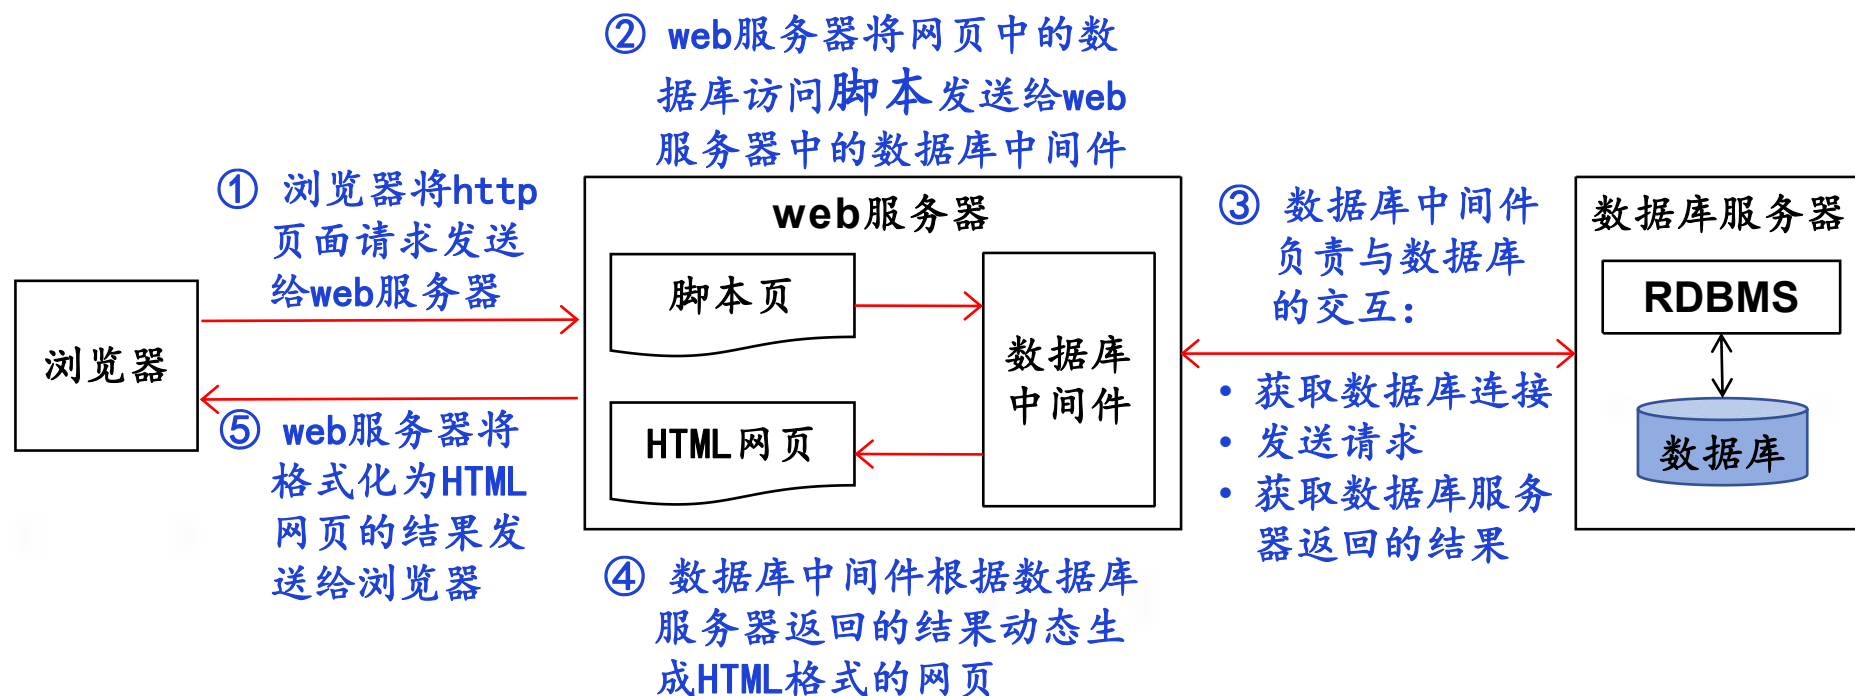 ② web服务器将网页中的数
据库访问脚本发送给web
服务器中的数据库中间件
① 浏览器将http
页面请求发送
给web服务器
浏览器
⑤ web服务器将
格式化为HTML
网页的结果发
送给浏览器
web服务器
脚本页
HTML网页
数据库
中间件
③ 数据库中间件
负责与数据库
的交互：
• 获取数据库连接
• 发送请求
• 获取数据库服务
器返回的结果
数据库服务器
RDBMS
数据库
④ 数据库中间件根据数据库
服务器返回的结果动态生
成HTML格式的网页